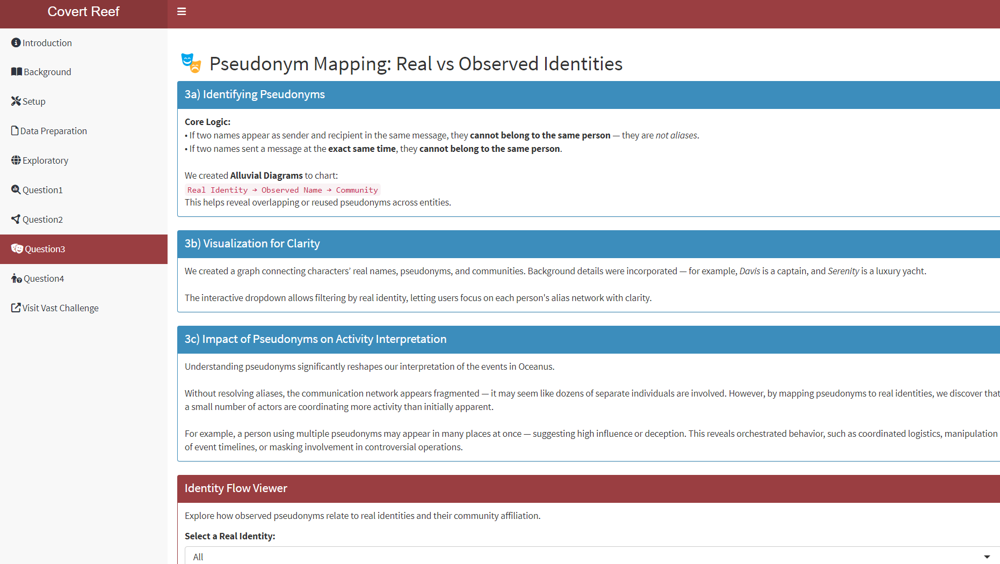 Covert Reef
Introduction
Background
Setup
Data Preparation
Exploratory
Question1
Question2
Question3
Question4
Visit Vast Challenge
Pseudonym Mapping: Real vs Observed Identities
3a) Identifying Pseudonyms
Core Logic:
• If two names appear as sender and recipient in the same message, they cannot belong to the same person — they are not aliases.
• If two names sent a message at the exact same time, they cannot belong to the same person.
We created Alluvial Diagrams to chart:
Real Identity → Observed Name → Community
This helps reveal overlapping or reused pseudonyms across entities.
3b) Visualization for Clarity
We created a graph connecting characters’ real names, pseudonyms, and communities. Background details were incorporated — for example, Davis is a captain, and Serenity is a luxury yacht.
The interactive dropdown allows filtering by real identity, letting users focus on each person's alias network with clarity.
3c) Impact of Pseudonyms on Activity Interpretation
Understanding pseudonyms significantly reshapes our interpretation of the events in Oceanus.
Without resolving aliases, the communication network appears fragmented — it may seem like dozens of separate individuals are involved. However, by mapping pseudonyms to real identities, we discover that
a small number of actors are coordinating more activity than initially apparent.
For example, a person using multiple pseudonyms may appear in many places at once — suggesting high influence or deception. This reveals orchestrated behavior, such as coordinated logistics, manipulation
of event timelines, or masking involvement in controversial operations.
Identity Flow Viewer
Explore how observed pseudonyms relate to real identities and their community affiliation.
Select a Real Identity:
All